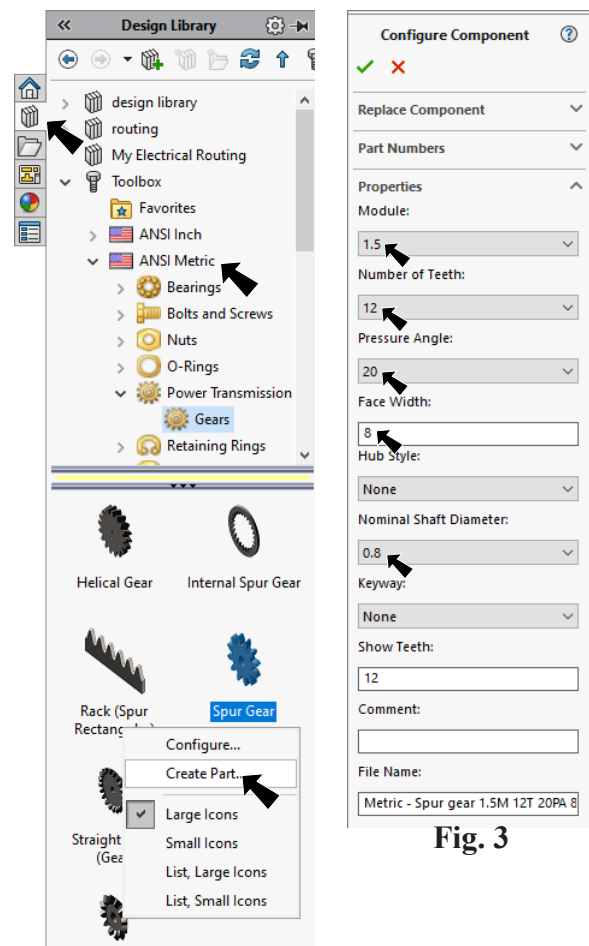 Design Library
design library
routing
My Electrical Routing
Toolbox
Favorites
ANSI Inch
ANSI Metric
Bearings
Bolts and Screws
Nuts
O-Rings
Power Transmission
Gears
Retaining Rings
Helical Gear
Internal Spur Gear
Rack (Spur
Spur Gear
Configure...
Create Part...
Large Icons
Straight
Small Icons
List, Large Icons
List, Small Icons
Configure Component
Replace Component
Part Numbers
Properties
Module:
1.5
Number of Teeth:
12
Pressure Angle:
20
Face Width:
8
Hub Style:
None
Nominal Shaft Diameter:
0.8
Keyway:
None
Show Teeth:
12
Comment:
File Name:
Metric - Spur gear 1.5M 12T 20PA 8
Fig. 3